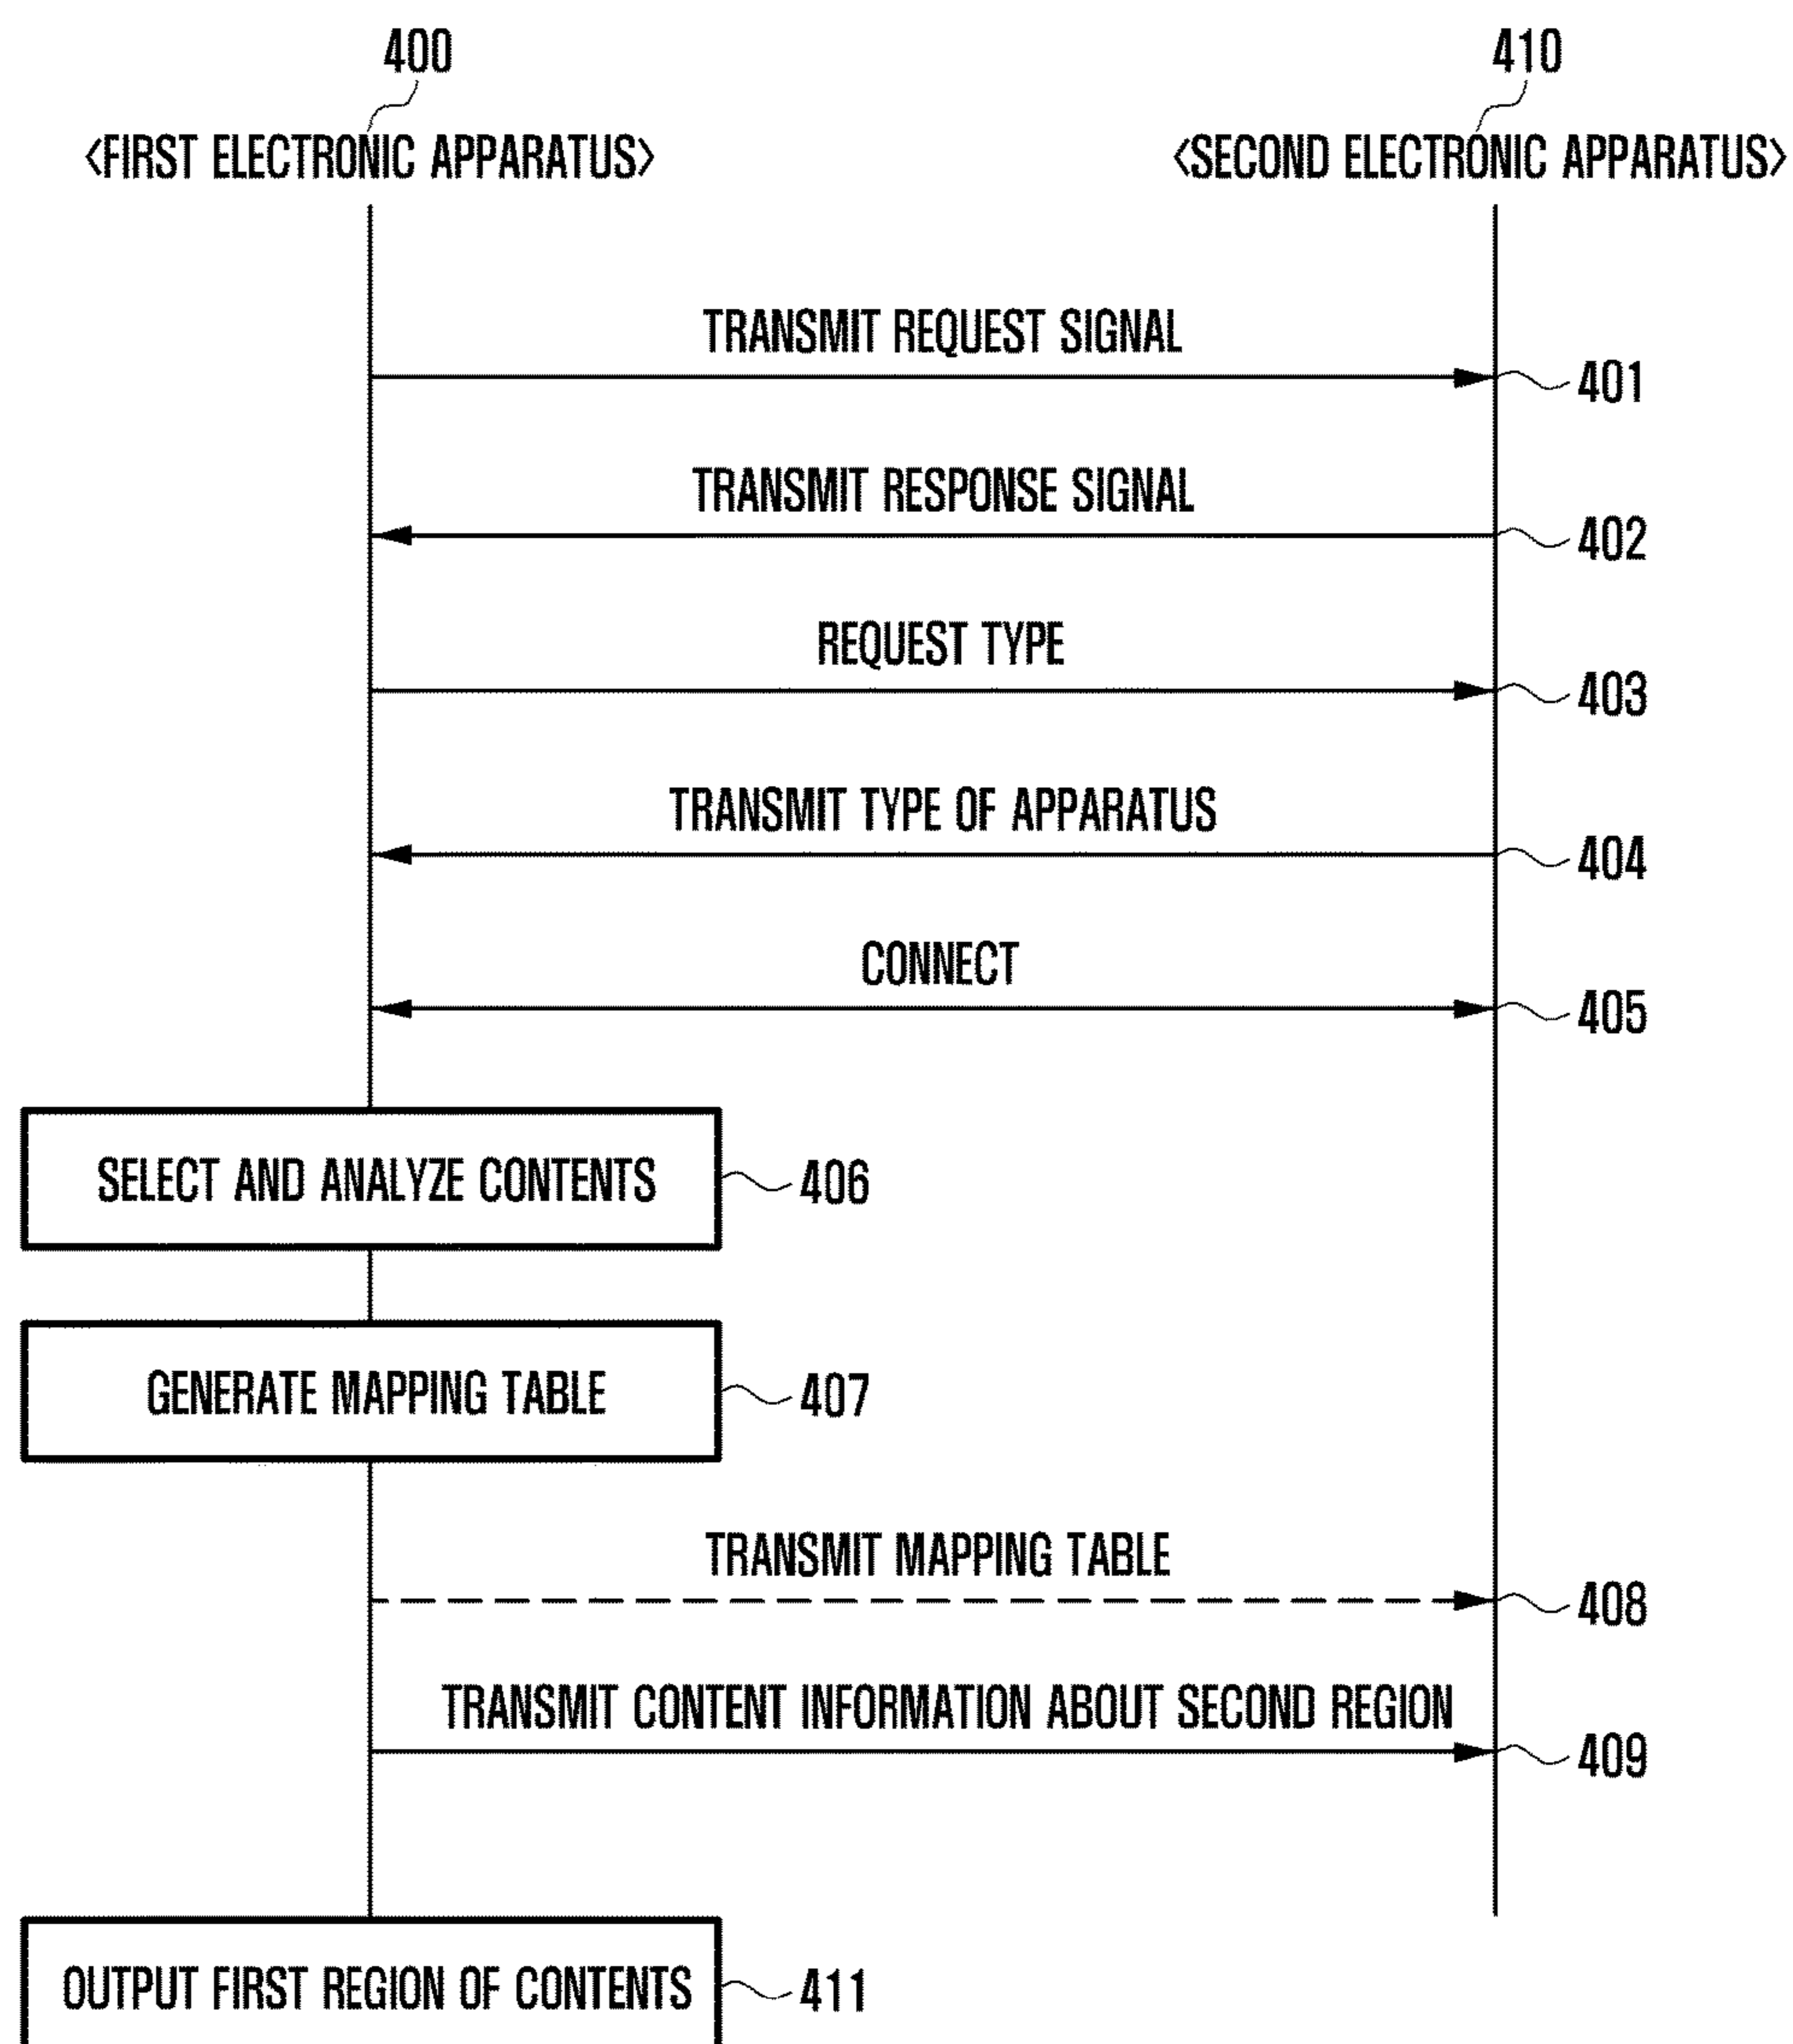 400
410
<FIRST ELECTRONIC APPARATUS>
<SECOND ELECTRONIC APPARATUS>
TRANSMIT REQUEST SIGNAL
401
TRANSMIT RESPONSE SIGNAL
402
REQUEST TYPE
403
TRANSMIT TYPE OF APPARATUS
404
CONNECT
405
SELECT AND ANALYZE CONTENTS
406
GENERATE MAPPING TABLE
407
TRANSMIT MAPPING TABLE
408
TRANSMIT CONTENT INFORMATION ABOUT SECOND REGION
409
OUTPUT FIRST REGION OF CONTENTS
411